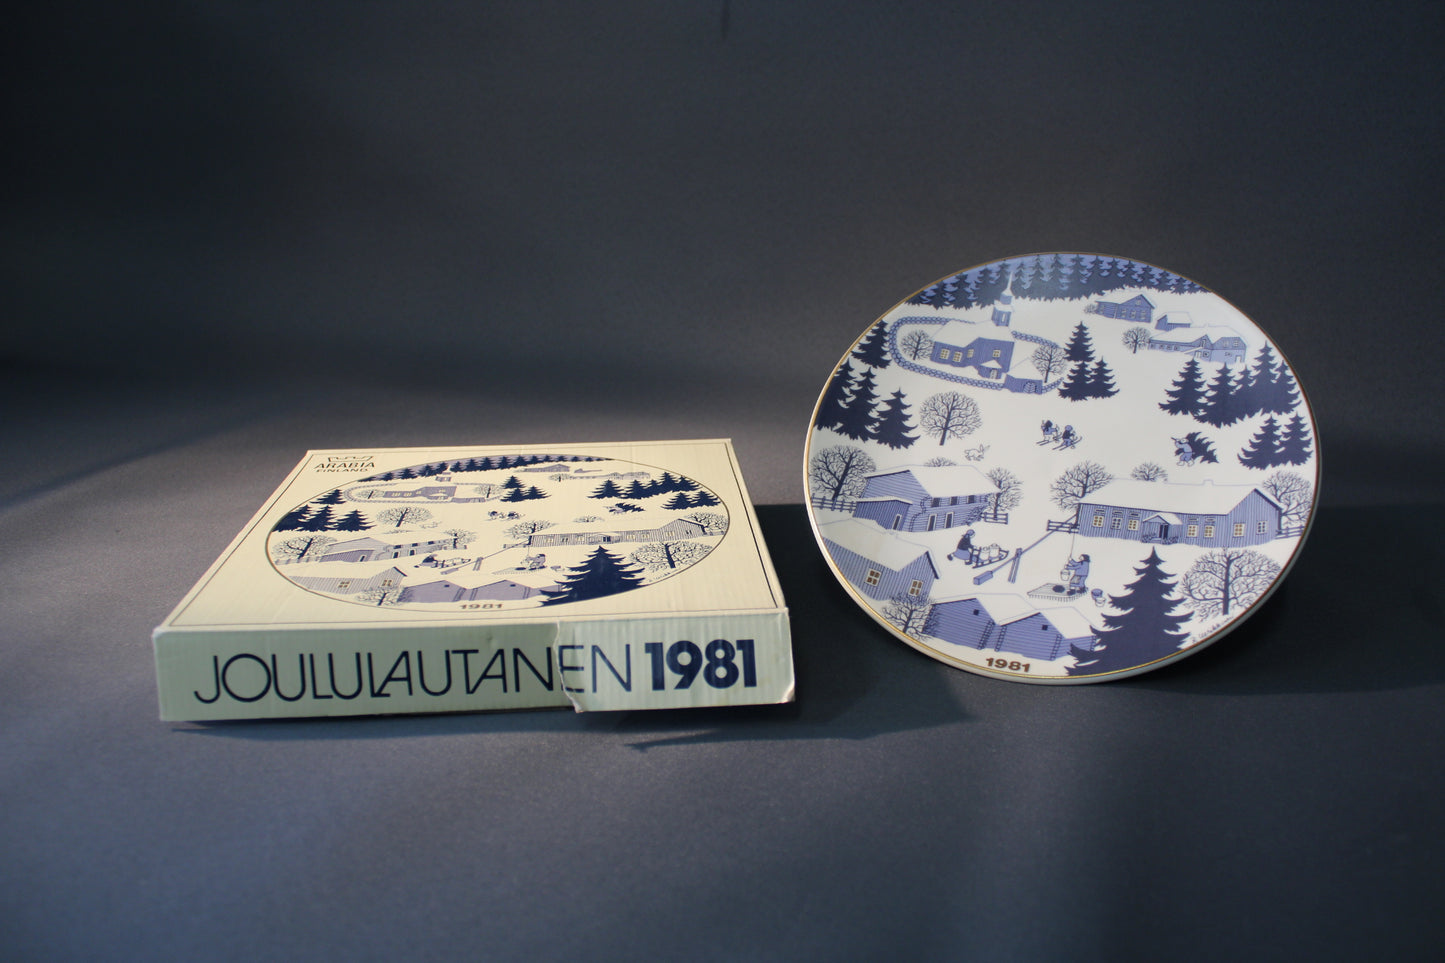 ARABIA
FINLAND
1981
JOULULAUTANEN 1981
1981